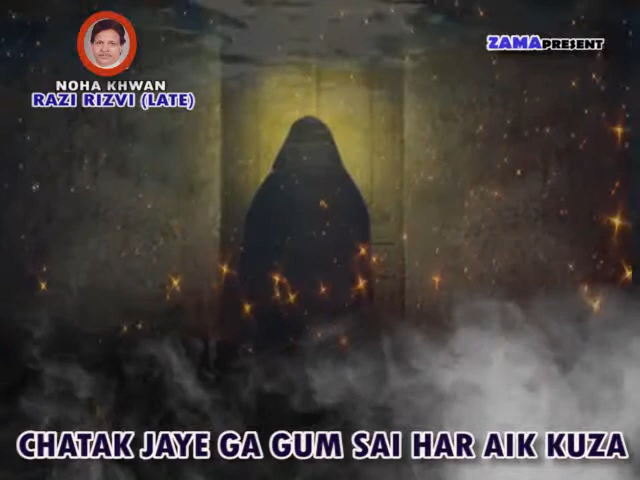 ZAMA PRESENT
NOHA KHWAN
RAZI RIZVI (LATE)
CHATAK JAYE GA GUM SAI HAR AIK KUZA